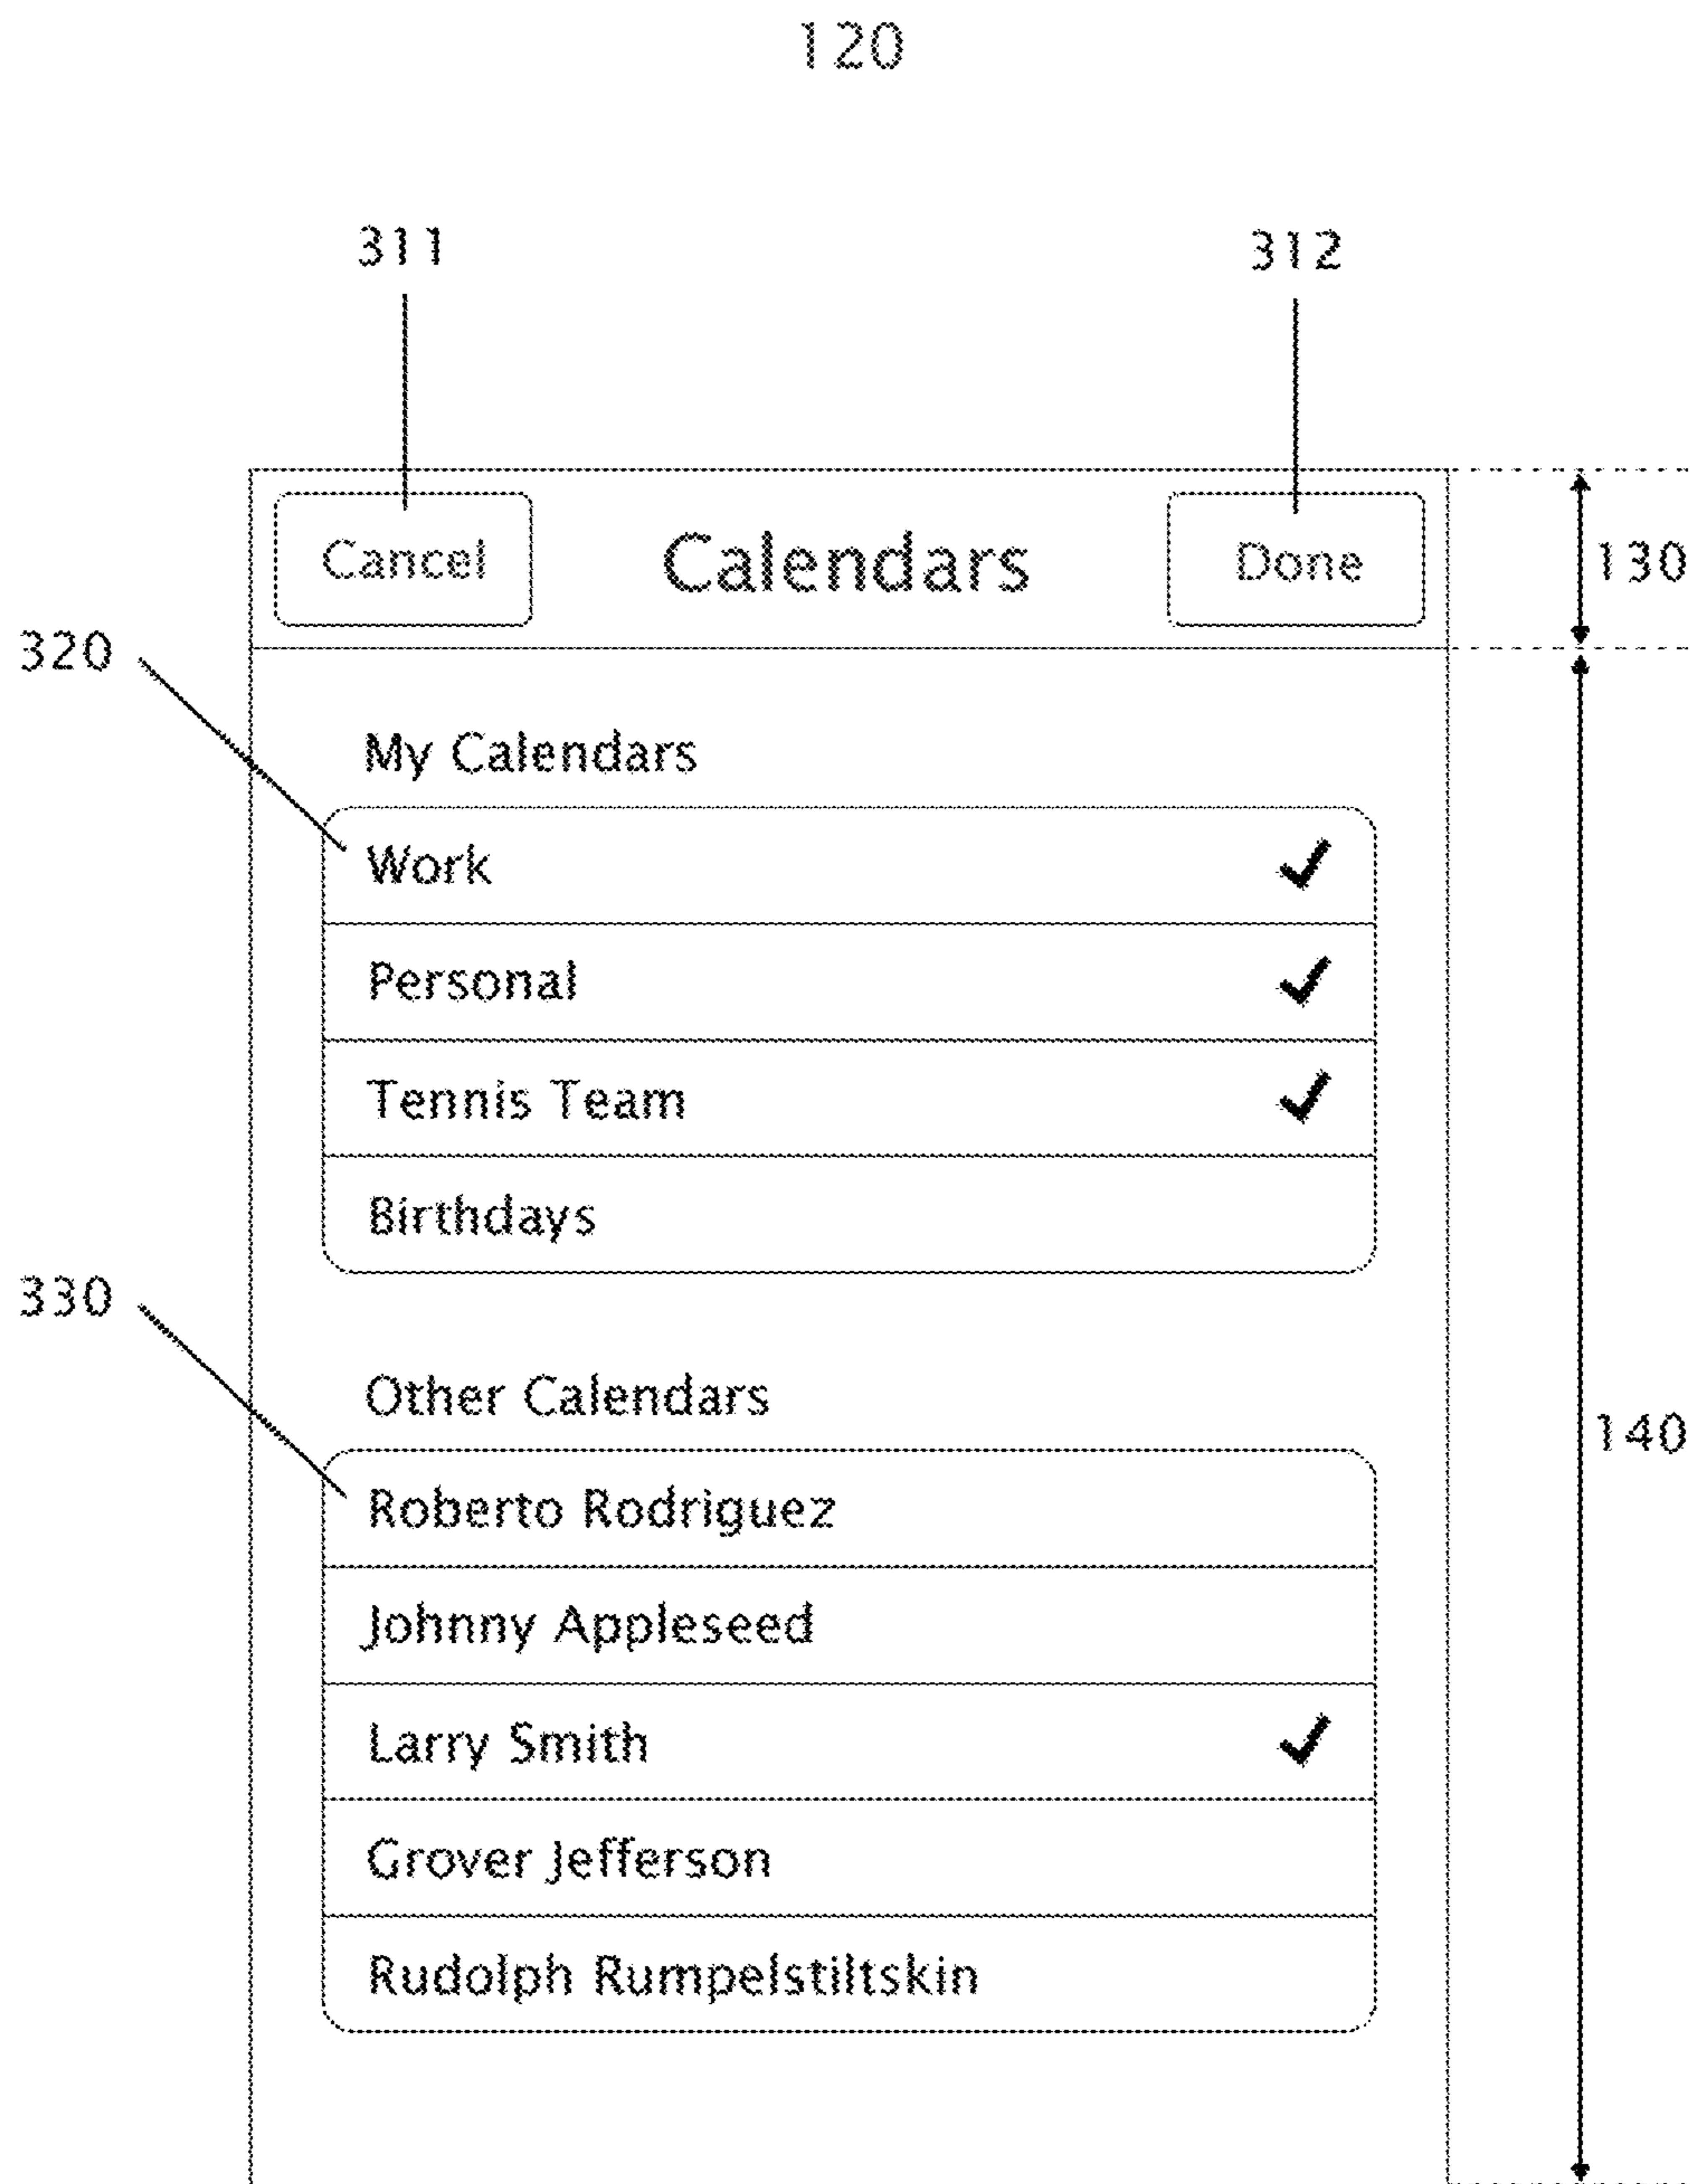 120
311 312
Cancel Calendars Done
130
320
My Calendars
Work
Personal
Tennis Team
Birthdays
330
Other Calendars
140
Roberto Rodriguez
Johnny Appleseed
Larry Smith
Grover Jefferson
Rudolph Rumpelstiltskin